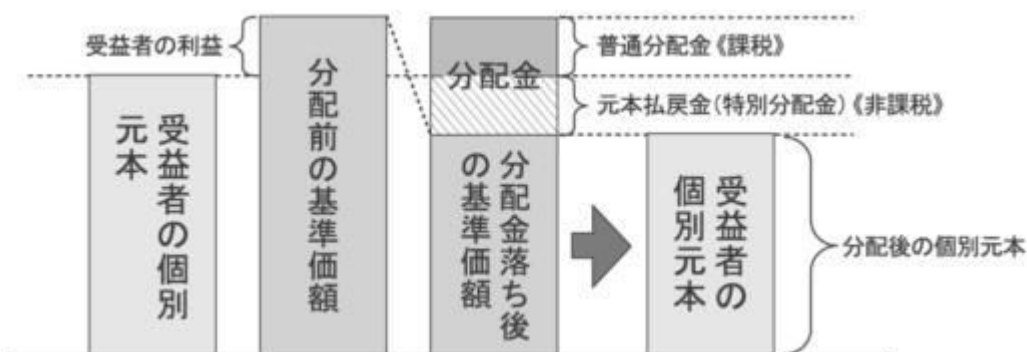 受益者の利益
受益者の個別
元本
分配前の基準価額
分配金
分配金落ち後
の基準価額
普通分配金《課税》
元本払戻金(特別分配金)《非課税》
受益者の
個別元本
分配後の個別元本